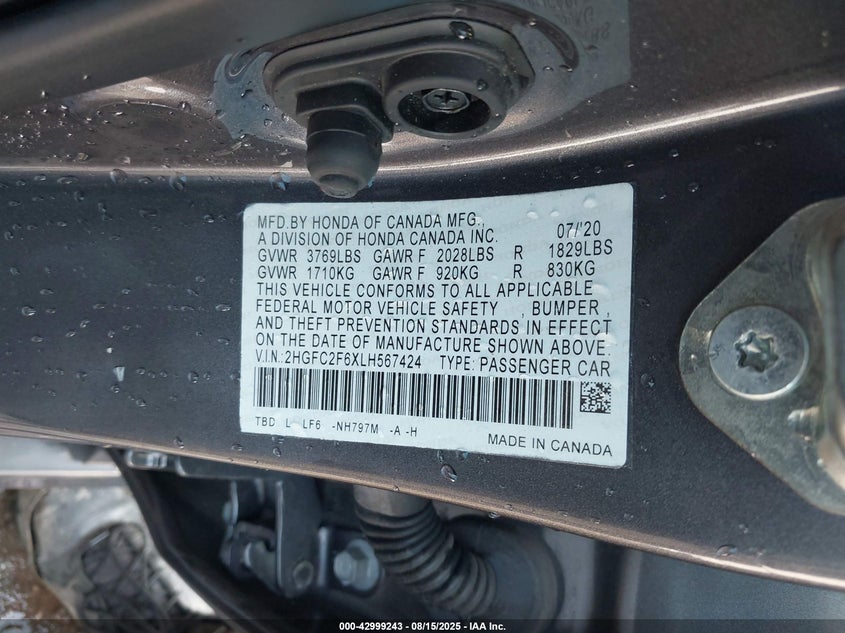 MFD.BY HONDA OF CANADA MFG., 07/'20
A DIVISION OF HONDA CANADA INC.
GVWR 3769LBS GAWR F 2028LBS R 1829LBS
GVWR 1710KG GAWR F 920KG R 830KG
THIS VEHICLE CONFORMS TO ALL APPLICABLE
FEDERAL MOTOR VEHICLE SAFETY , BUMPER ,
AND THEFT PREVENTION STANDARDS IN EFFECT
ON THE DATE OF MANUFACTURE SHOWN ABOVE.
V.I.N: 2HGFC2F6XLH567424 TYPE: PASSENGER CAR
TBD L LF6 -NH797M -A -H
MADE IN CANADA
000-42999243 - 08/15/2025 - IAA Inc.